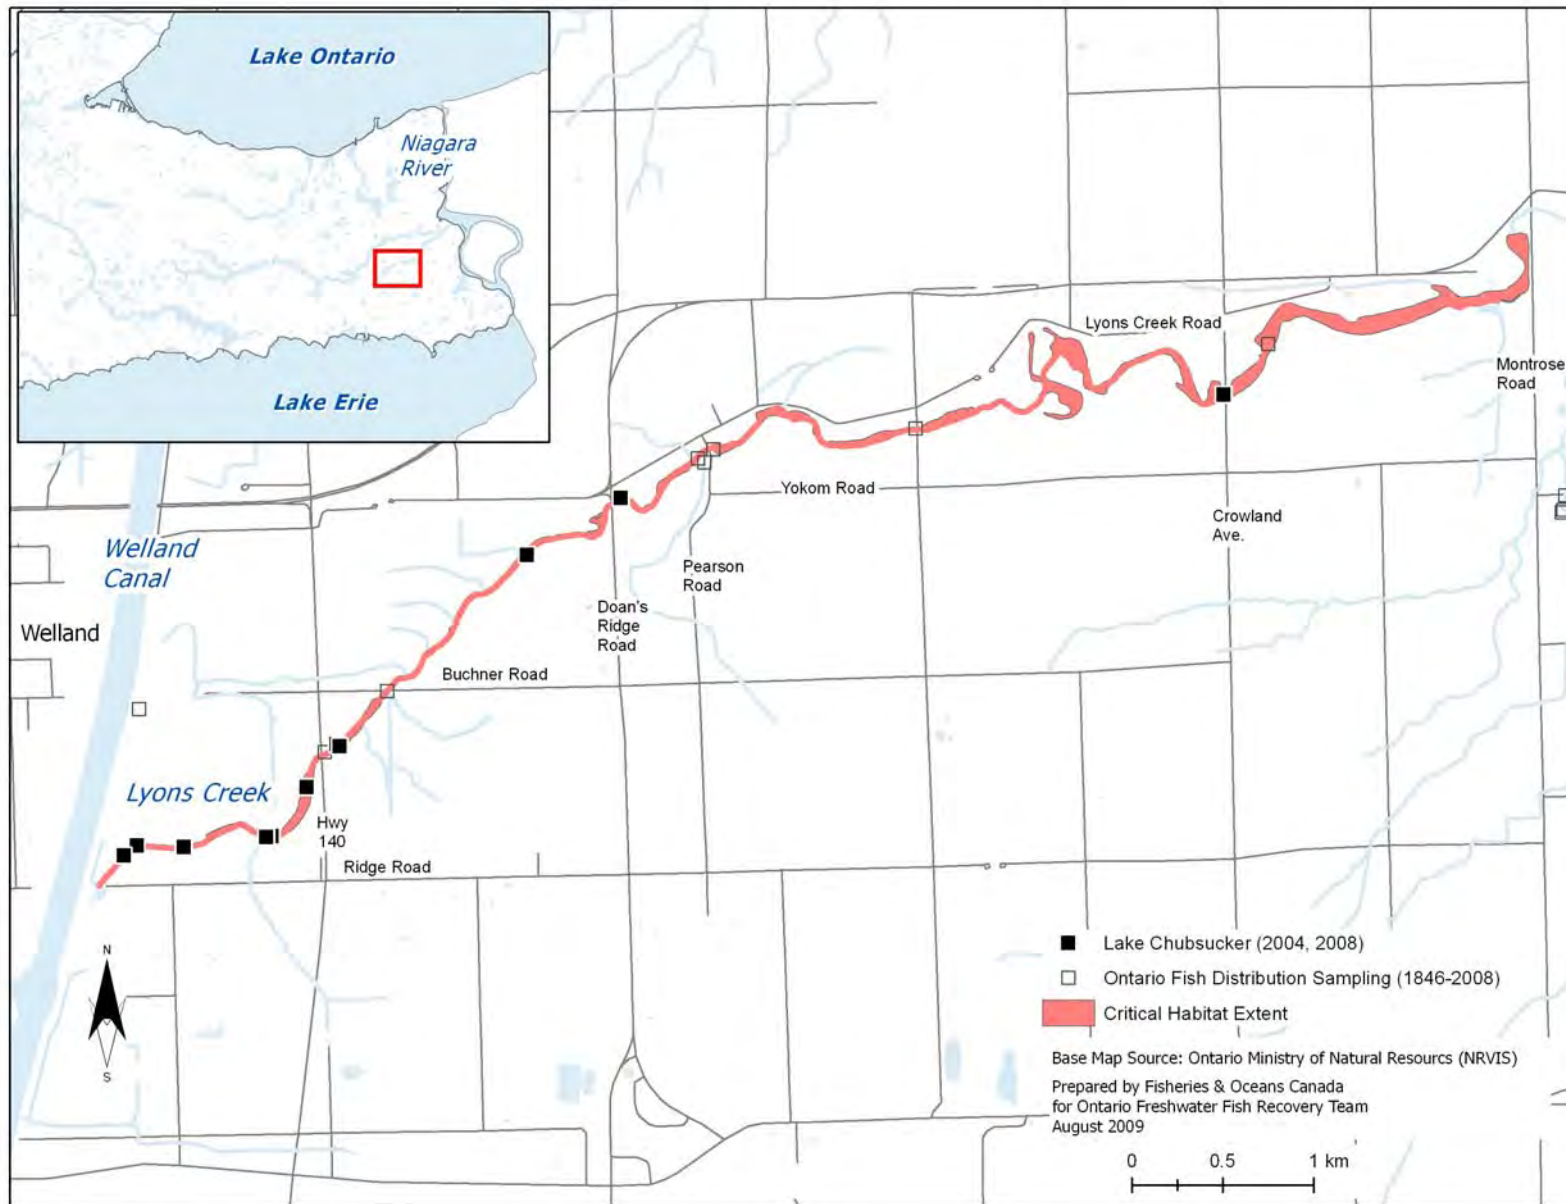 Lake Ontario
Niagara
River
Lake Erie
Lyons Creek Road
Montrose
Road
Yokom Road
Crowland
Ave.
Welland
Canal
Pearson
Road
Doan's
Ridge
Road
Welland
Buchner Road
Lyons Creek
Hwy
140
Ridge Road
N
S
Lake Chubsucker (2004, 2008)
Ontario Fish Distribution Sampling (1846-2008)
Critical Habitat Extent
Base Map Source: Ontario Ministry of Natural Resourcs (NRVIS)
Prepared by Fisheries & Oceans Canada
for Ontario Freshwater Fish Recovery Team
August 2009
0 0.5 1 km